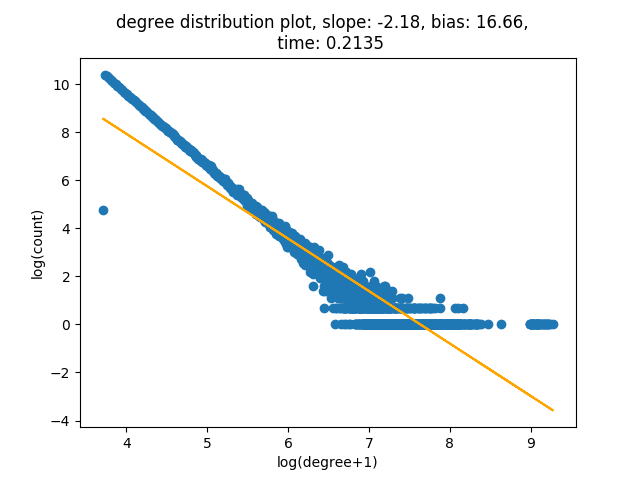 degree distribution plot, slope: -2.18, bias: 16.66,
time: 0.2135
10
8
6
4
2
0
−2
−4
log(count)
4 5 6 7 8 9
log(degree+1)